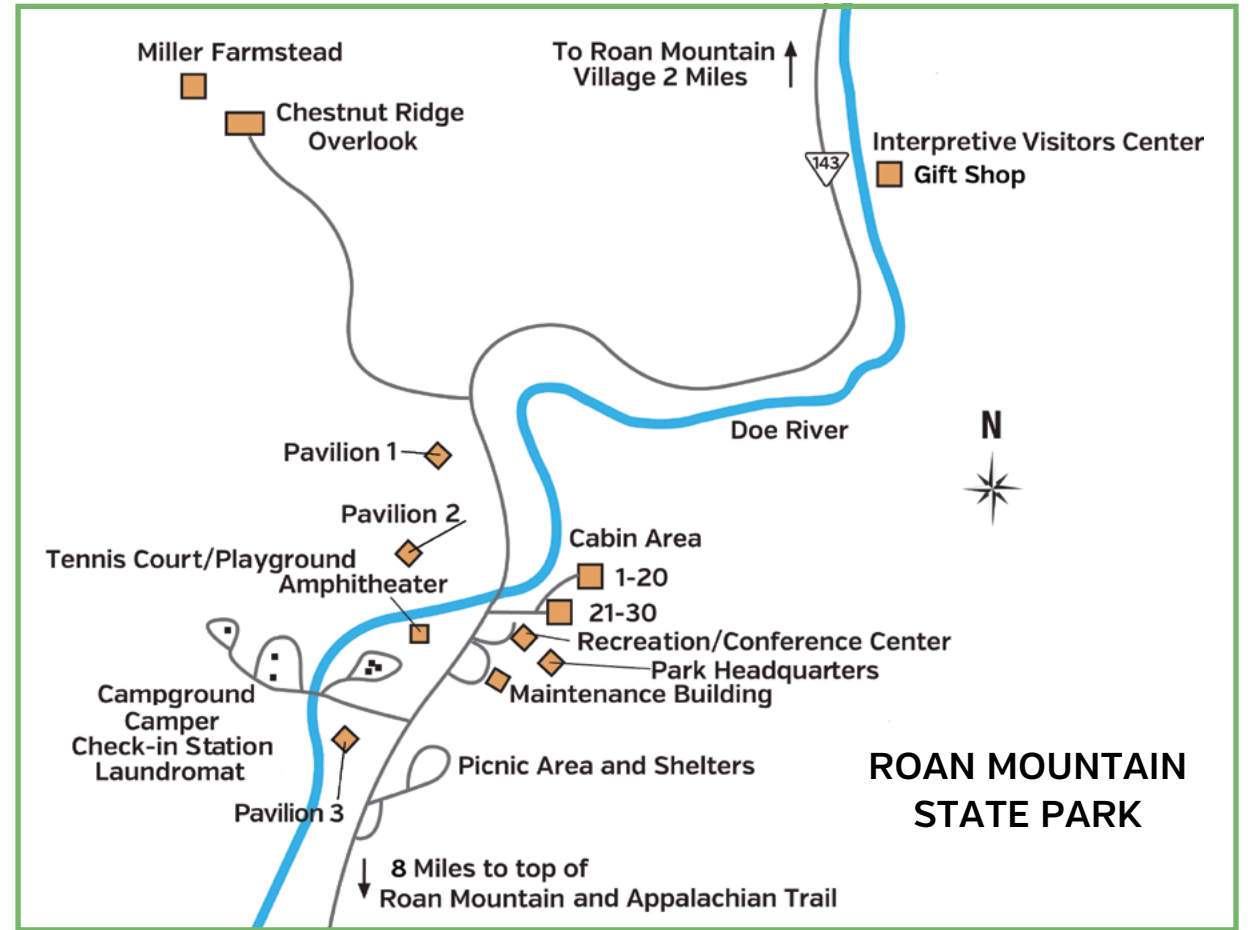 Miller Farmstead
To Roan Mountain
Village 2 Miles
Chestnut Ridge
Overlook
143
Interpretive Visitors Center
Gift Shop
Doe River
N
Pavilion 1
Pavilion 2
Tennis Court/Playground
Amphitheater
Cabin Area
1-20
21-30
Recreation/Conference Center
Park Headquarters
Maintenance Building
Campground
Camper
Check-in Station
Laundromat
Picnic Area and Shelters
Pavilion 3
ROAN MOUNTAIN
STATE PARK
8 Miles to top of
Roan Mountain and Appalachian Trail